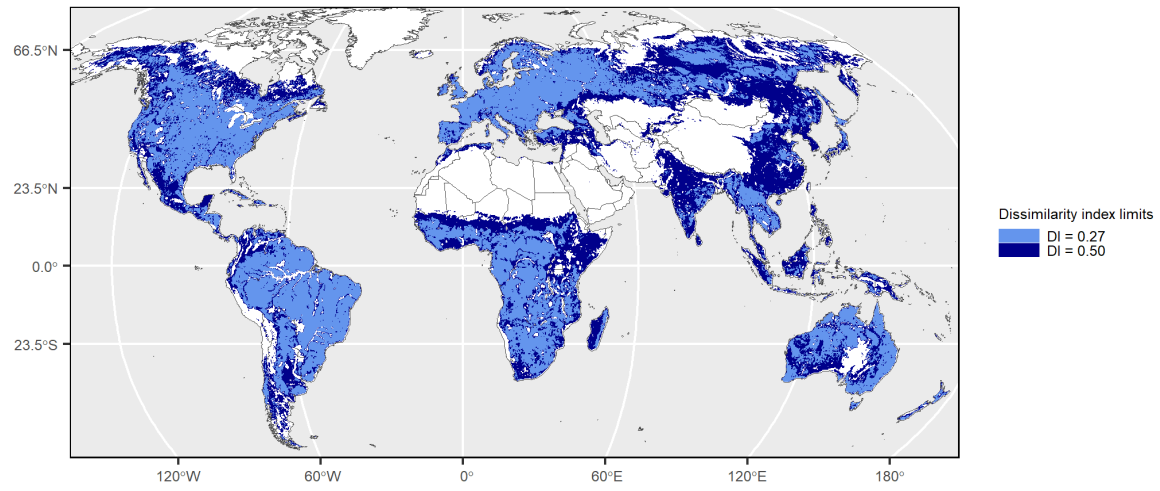 66.5°N
23.5°N
0.0°
23.5°S
120°W
60°W
0°
60°E
120°E
180°
Dissimilarity index limits
DI = 0.27
DI = 0.50